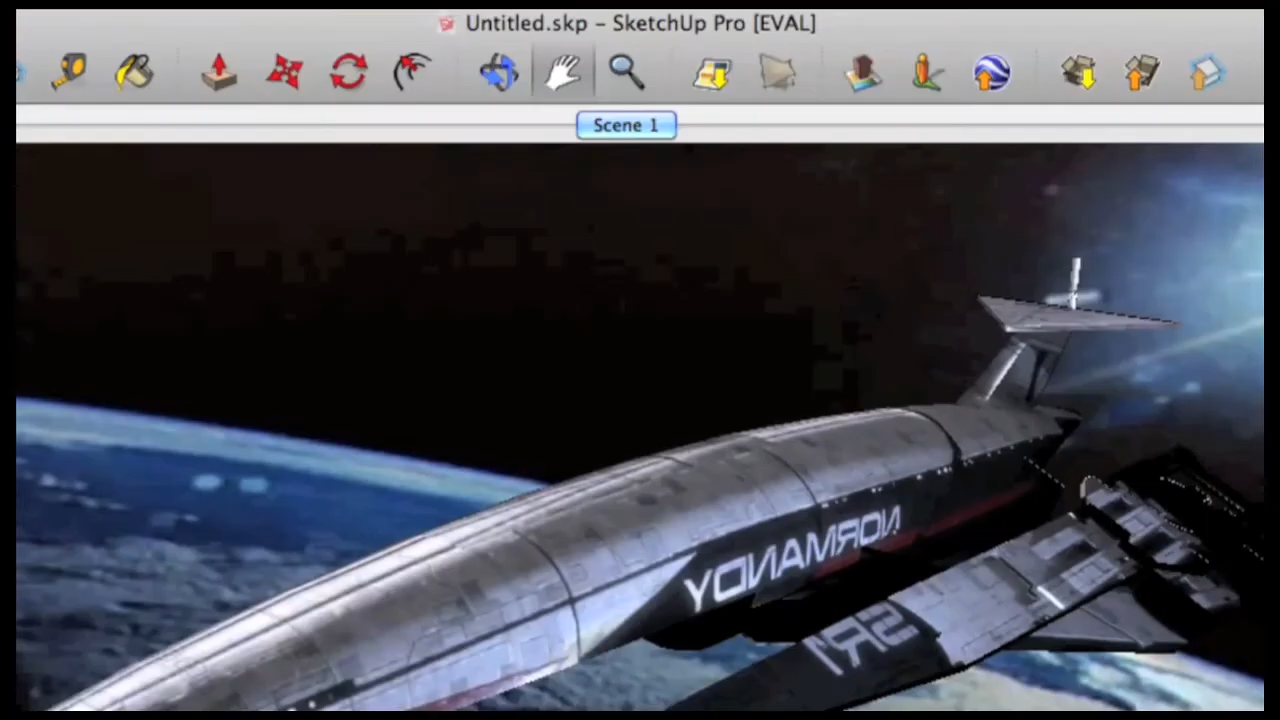 Untitled.skp – SketchUp Pro [EVAL]
Scene 1
NORMANDY
SR1